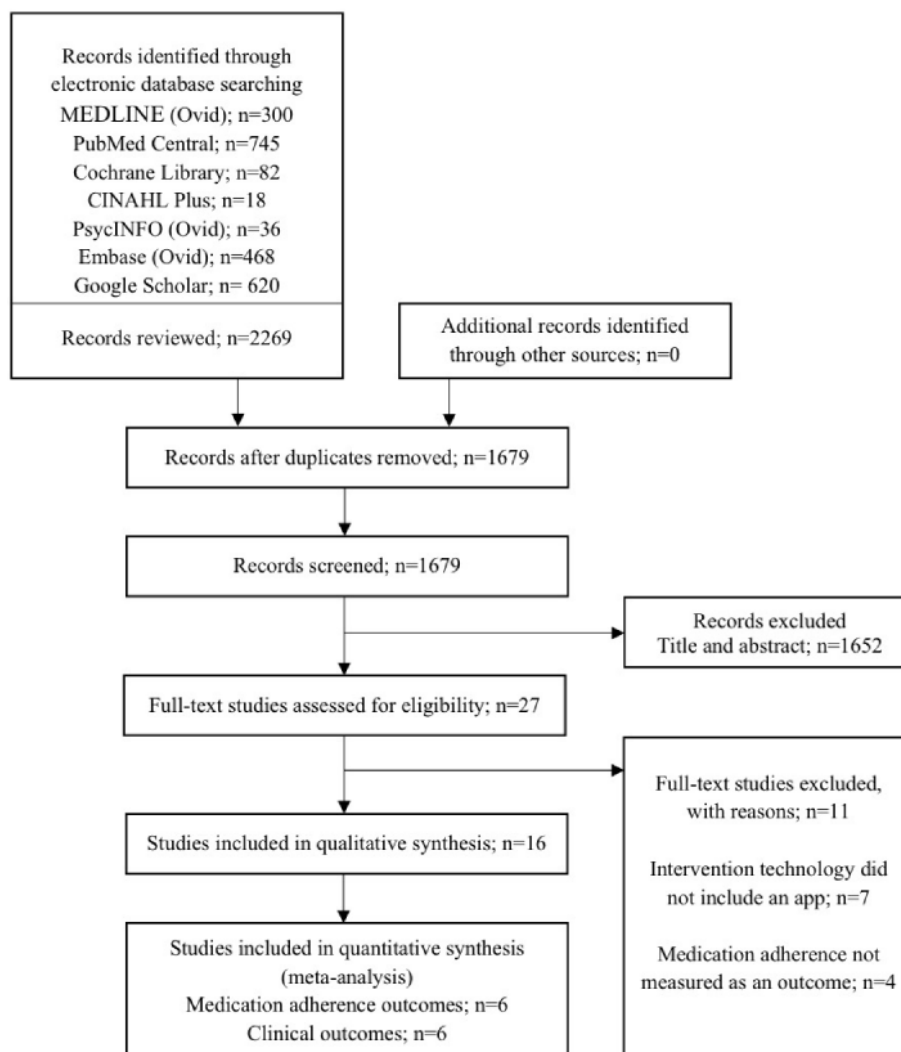 Records identified through
electronic database searching
MEDLINE (Ovid); n=300
PubMed Central; n=745
Cochrane Library; n=82
CINAHL Plus; n=18
PsycINFO (Ovid); n=36
Embase (Ovid); n=468
Google Scholar; n= 620
Records reviewed; n=2269
Additional records identified
through other sources; n=0
Records after duplicates removed; n=1679
Records screened; n=1679
Records excluded
Title and abstract; n=1652
Full-text studies assessed for eligibility; n=27
Full-text studies excluded,
with reasons; n=11
Intervention technology did
not include an app; n=7
Medication adherence not
measured as an outcome; n=4
Studies included in qualitative synthesis; n=16
Studies included in quantitative synthesis
(meta-analysis)
Medication adherence outcomes; n=6
Clinical outcomes; n=6